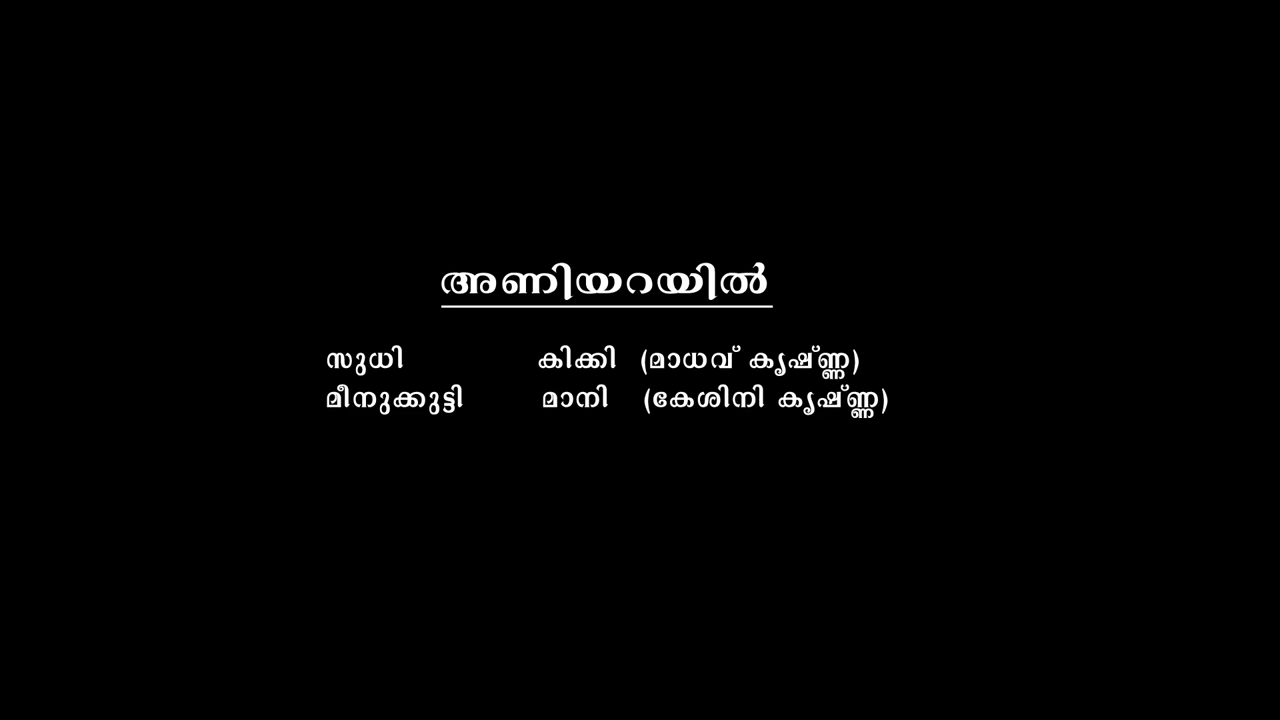 അണിയറയിൽ
സുധി കിക്കി (മാധവ് കൃഷ്ണ്ണ)
മീനുക്കുട്ടി മാനി (കേശിനി കൃഷ്ണ്ണ)